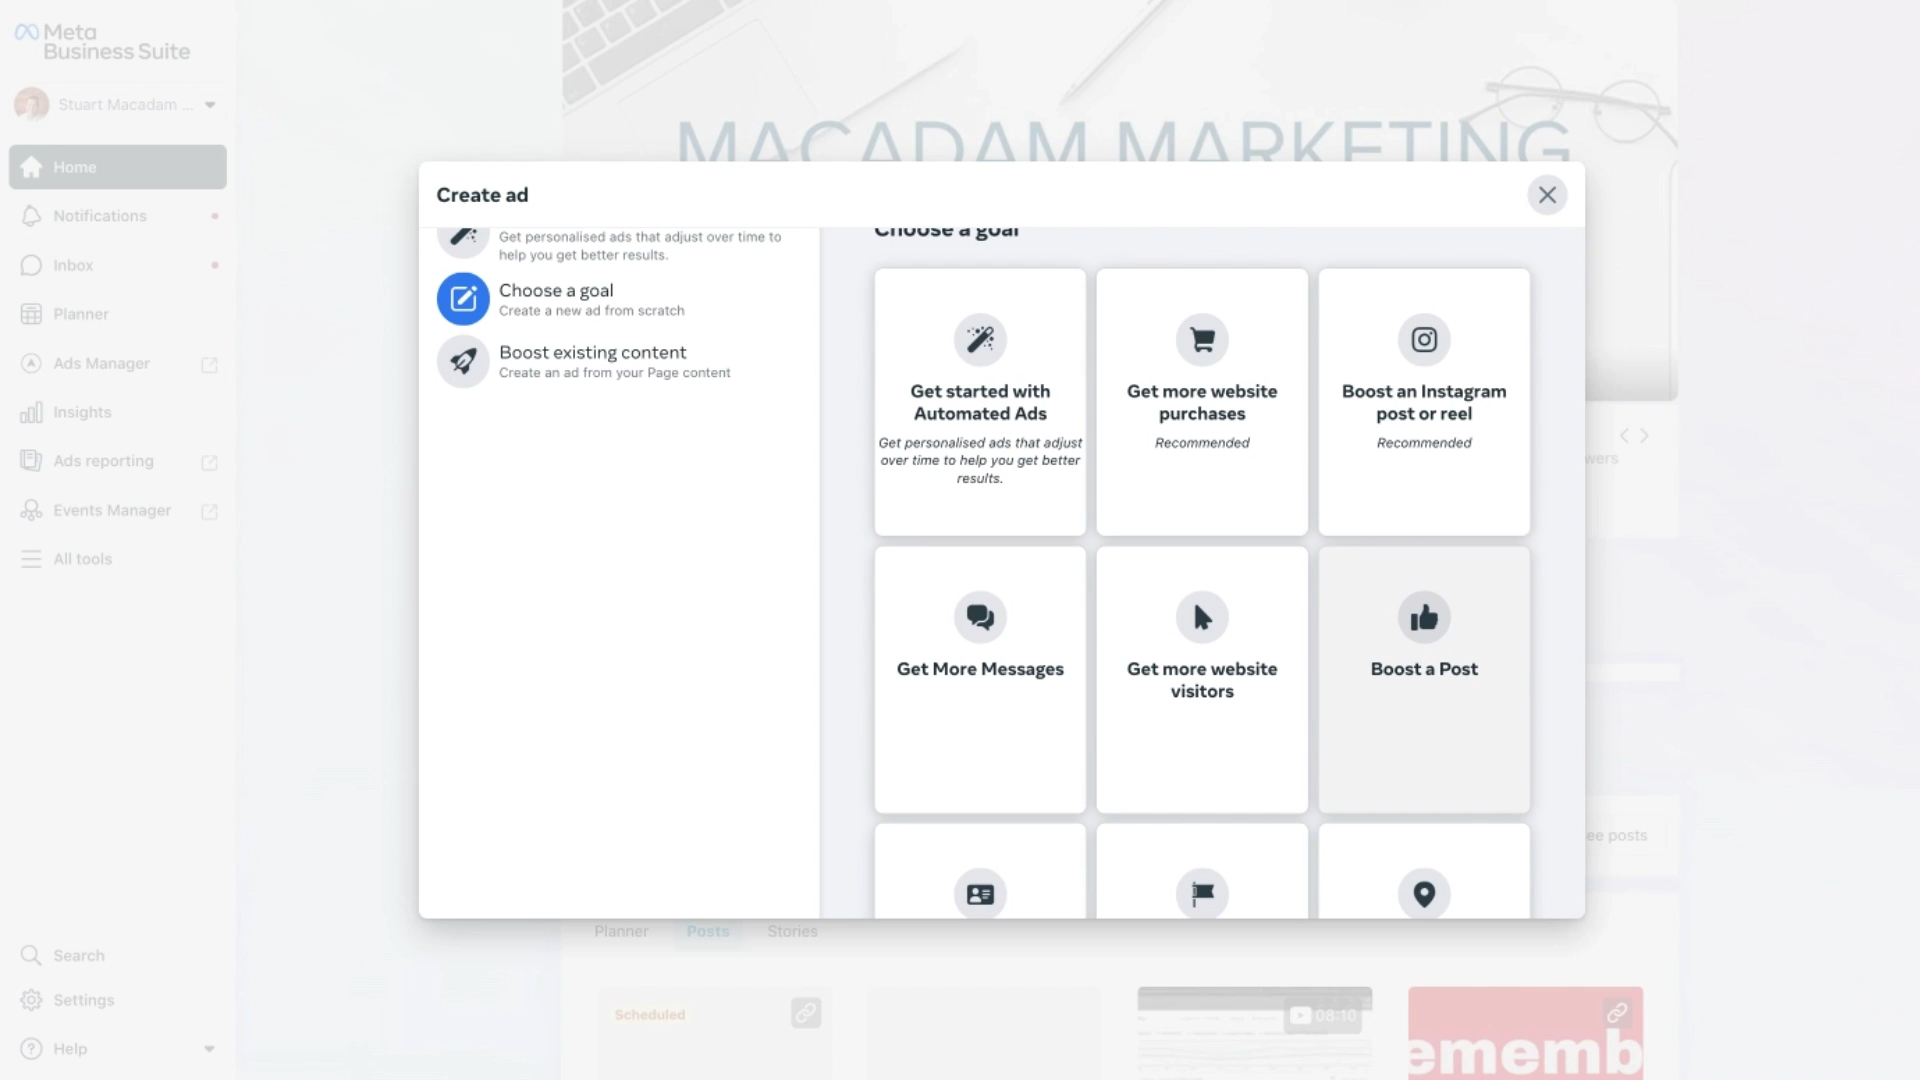 Meta
Business Suite
Stuart Macadam ...
Home
Notifications
Inbox
Planner
Ads Manager
Insights
Ads reporting
Events Manager
All tools
Search
Settings
Help
MACADAM MARKETING
Create ad
Get personalised ads that adjust over time to
help you get better results.
Choose a goal
Create a new ad from scratch
Boost existing content
Create an ad from your Page content
Choose a goal
Get started with
Automated Ads
Get personalised ads that adjust
over time to help you get better
results.
Get more website
purchases
Recommended
Boost an Instagram
post or reel
Recommended
Get More Messages
Get more website
visitors
Boost a Post
wers
ee posts
Planner
Posts
Stories
Scheduled
08:10
ememb